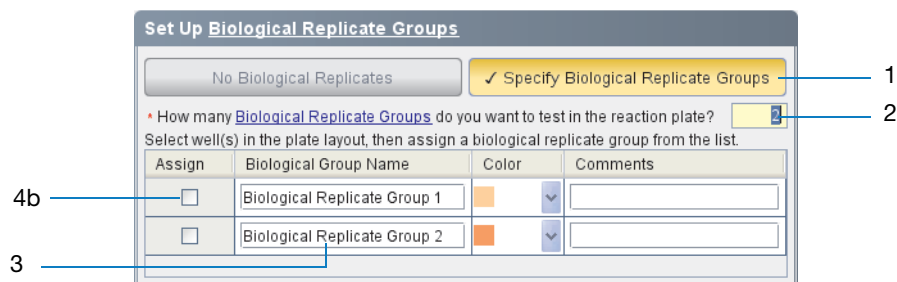 Set Up Biological Replicate Groups
No Biological Replicates
✓ Specify Biological Replicate Groups
1
* How many Biological Replicate Groups do you want to test in the reaction plate? 2
2
Select well(s) in the plate layout, then assign a biological replicate group from the list.
Assign Biological Group Name Color Comments
4b
Biological Replicate Group 1
Biological Replicate Group 2
3